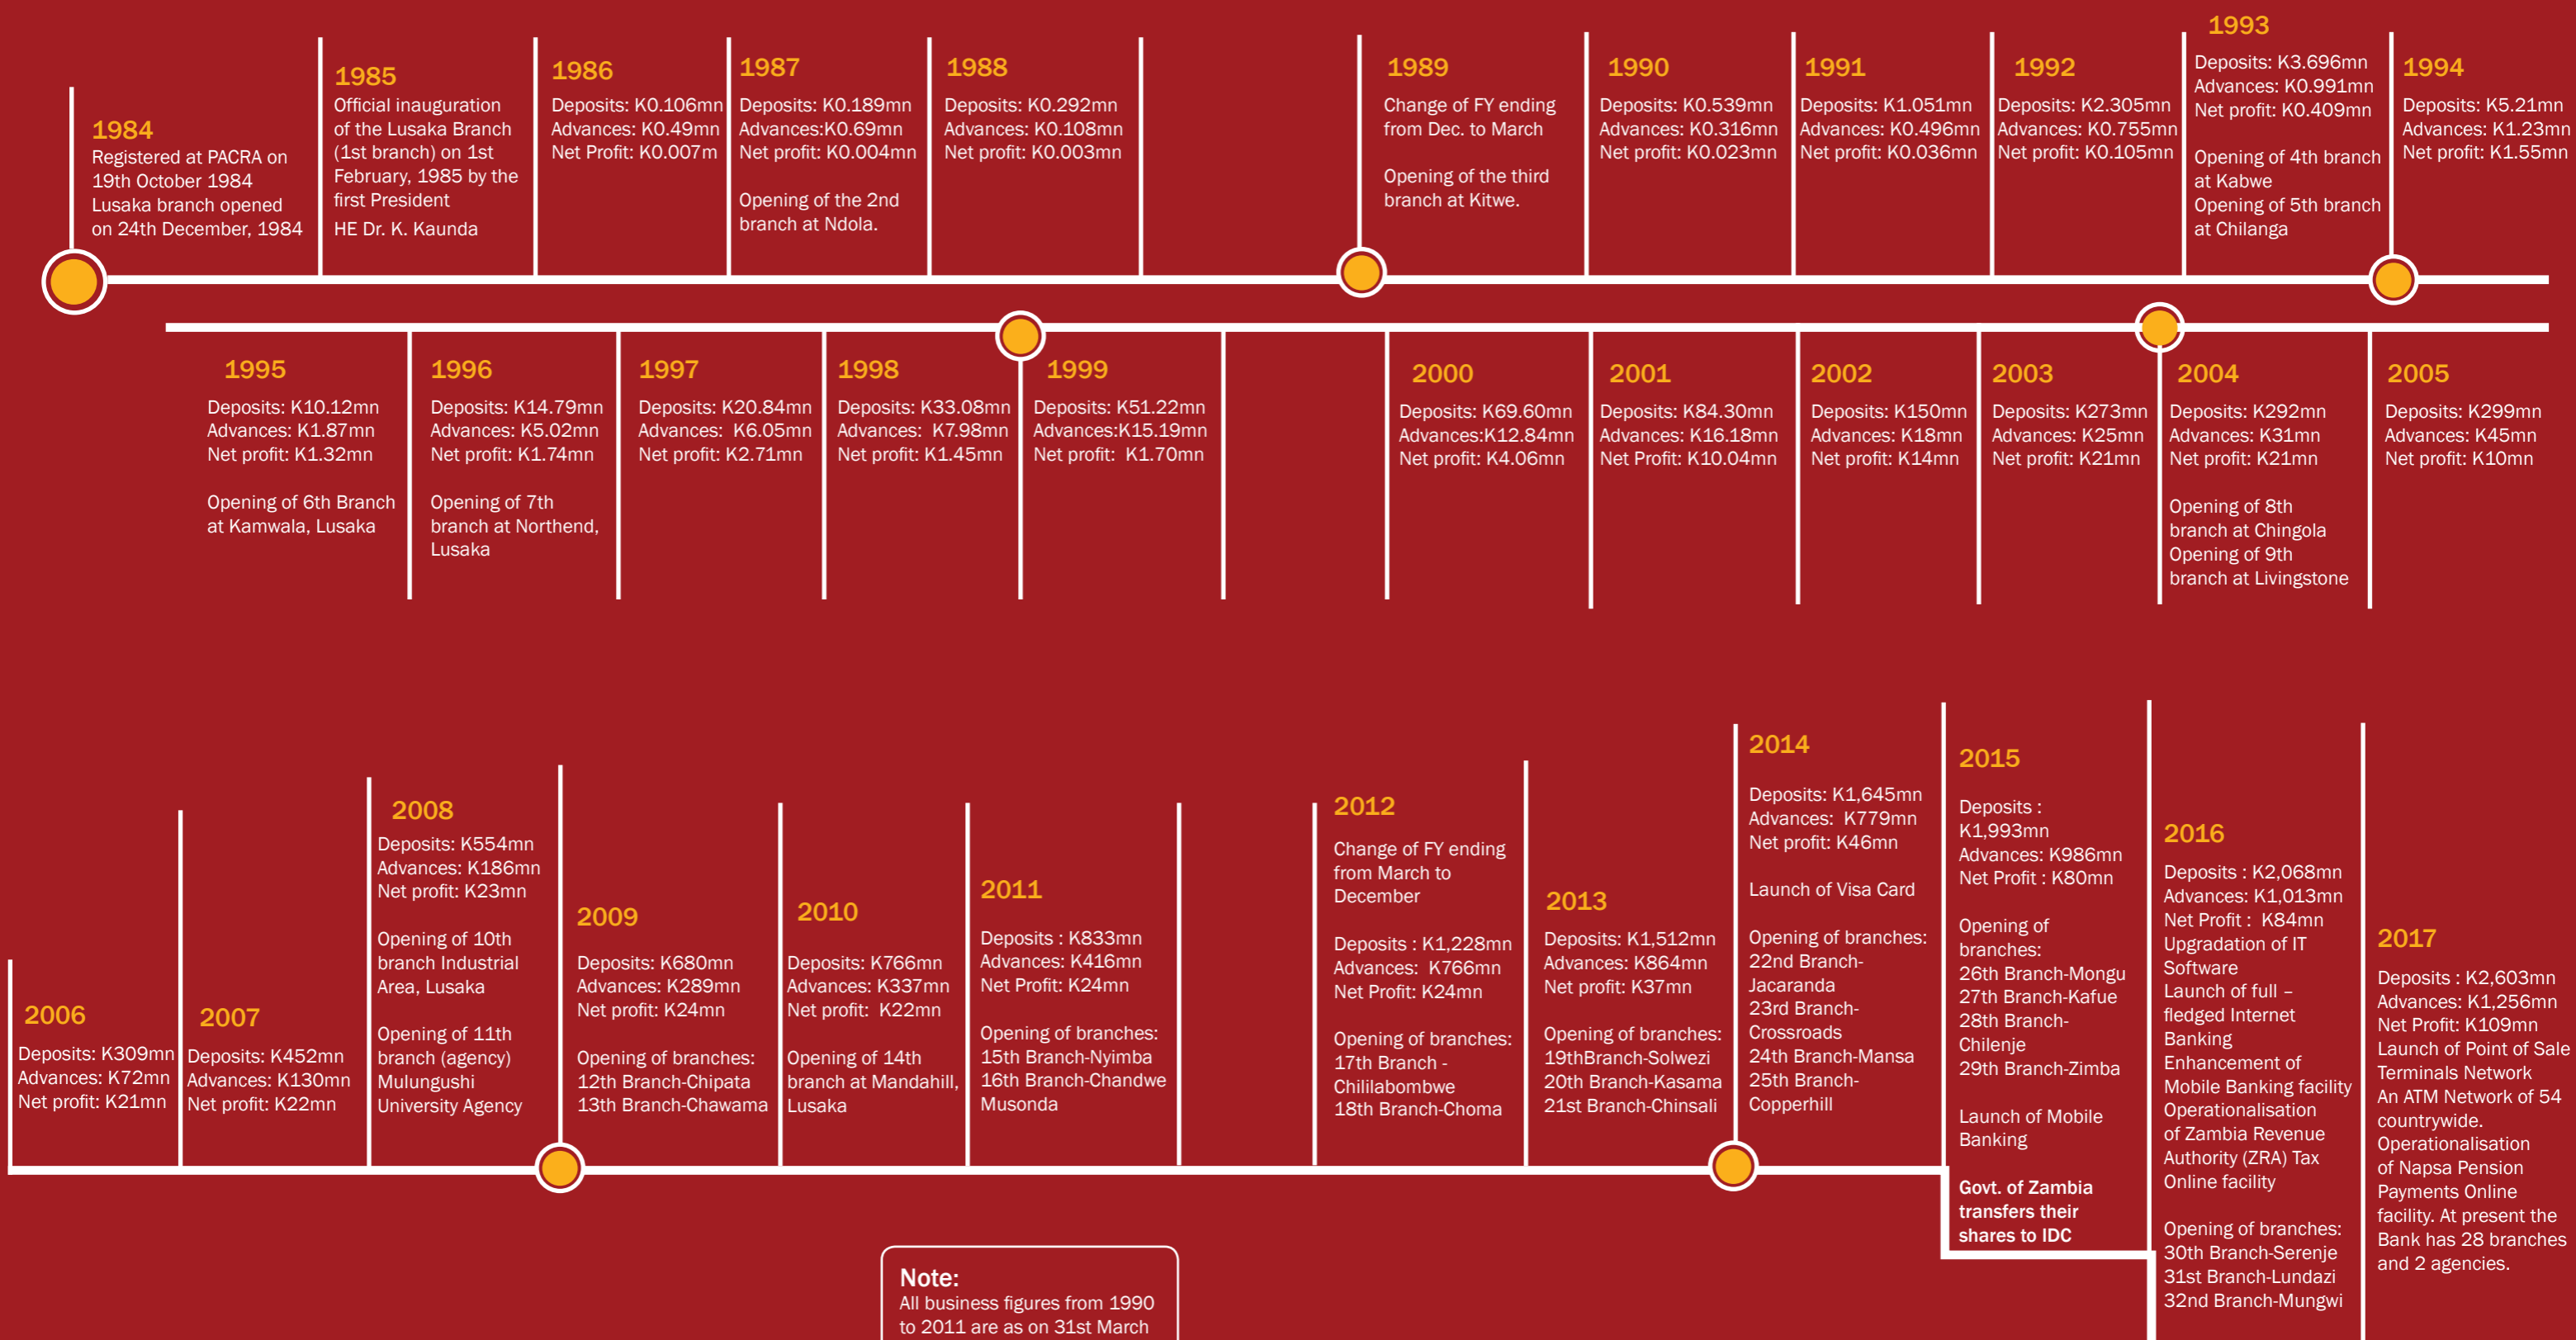 1984
Registered at PACRA on
19th October 1984
Lusaka branch opened
on 24th December, 1984
1985
Official inauguration
of the Lusaka Branch
(1st branch) on 1st
February, 1985 by the
first President
HE Dr. K. Kaunda
1986
Deposits: K0.106mn
Advances: K0.49mn
Net Profit: K0.007m
1987
Deposits: K0.189mn
Advances:K0.69mn
Net profit: K0.004mn
Opening of the 2nd
branch at Ndola.
1988
Deposits: K0.292mn
Advances: K0.108mn
Net profit: K0.003mn
1989
Change of FY ending
from Dec. to March
Opening of the third
branch at Kitwe.
1990
Deposits: K0.539mn
Advances: K0.316mn
Net profit: K0.023mn
1991
Deposits: K1.051mn
Advances: K0.496mn
Net profit: K0.036mn
1992
Deposits: K2.305mn
Advances: K0.755mn
Net profit: K0.105mn
1993
Deposits: K3.696mn
Advances: K0.991mn
Net profit: K0.409mn
Opening of 4th branch
at Kabwe
Opening of 5th branch
at Chilanga
1994
Deposits: K5.21mn
Advances: K1.23mn
Net profit: K1.55mn
1995
Deposits: K10.12mn
Advances: K1.87mn
Net profit: K1.32mn
Opening of 6th Branch
at Kamwala, Lusaka
1996
Deposits: K14.79mn
Advances: K5.02mn
Net profit: K1.74mn
Opening of 7th
branch at Northend,
Lusaka
1997
Deposits: K20.84mn
Advances: K6.05mn
Net profit: K2.71mn
1998
Deposits: K33.08mn
Advances: K7.98mn
Net profit: K1.45mn
1999
Deposits: K51.22mn
Advances:K15.19mn
Net profit: K1.70mn
2000
Deposits: K69.60mn
Advances:K12.84mn
Net profit: K4.06mn
2001
Deposits: K84.30mn
Advances: K16.18mn
Net Profit: K10.04mn
2002
Deposits: K150mn
Advances: K18mn
Net profit: K14mn
2003
Deposits: K273mn
Advances: K25mn
Net profit: K21mn
2004
Deposits: K292mn
Advances: K31mn
Net profit: K21mn
Opening of 8th
branch at Chingola
Opening of 9th
branch at Livingstone
2005
Deposits: K299mn
Advances: K45mn
Net profit: K10mn
2006
Deposits: K309mn
Advances: K72mn
Net profit: K21mn
2007
Deposits: K452mn
Advances: K130mn
Net profit: K22mn
2008
Deposits: K554mn
Advances: K186mn
Net profit: K23mn
Opening of 10th
branch Industrial
Area, Lusaka
Opening of 11th
branch (agency)
Mulungushi
University Agency
2009
Deposits: K680mn
Advances: K289mn
Net profit: K24mn
Opening of branches:
12th Branch-Chipata
13th Branch-Chawama
2010
Deposits: K766mn
Advances: K337mn
Net profit: K22mn
Opening of 14th
branch at Mandahill,
Lusaka
2011
Deposits : K833mn
Advances: K416mn
Net Profit: K24mn
Opening of branches:
15th Branch-Nyimba
16th Branch-Chandwe
Musonda
2012
Change of FY ending
from March to
December
Deposits : K1,228mn
Advances: K766mn
Net Profit: K24mn
Opening of branches:
17th Branch -
Chililabombwe
18th Branch-Choma
2013
Deposits: K1,512mn
Advances: K864mn
Net profit: K37mn
Opening of branches:
19thBranch-Solwezi
20th Branch-Kasama
21st Branch-Chinsali
2014
Deposits: K1,645mn
Advances: K779mn
Net profit: K46mn
Launch of Visa Card
Opening of branches:
22nd Branch-
Jacaranda
23rd Branch-
Crossroads
24th Branch-Mansa
25th Branch-
Copperhill
2015
Deposits :
K1,993mn
Advances: K986mn
Net Profit : K80mn
Opening of
branches:
26th Branch-Mongu
27th Branch-Kafue
28th Branch-
Chilenje
29th Branch-Zimba
Launch of Mobile
Banking
Govt. of Zambia
transfers their
shares to IDC
2016
Deposits : K2,068mn
Advances: K1,013mn
Net Profit : K84mn
Upgradation of IT
Software
Launch of full –
fledged Internet
Banking
Enhancement of
Mobile Banking facility
Operationalisation
of Zambia Revenue
Authority (ZRA) Tax
Online facility
Opening of branches:
30th Branch-Serenje
31st Branch-Lundazi
32nd Branch-Mungwi
2017
Deposits : K2,603mn
Advances: K1,256mn
Net Profit: K109mn
Launch of Point of Sale
Terminals Network
An ATM Network of 54
countrywide.
Operationalisation
of Napsa Pension
Payments Online
facility. At present the
Bank has 28 branches
and 2 agencies.
Note:
All business figures from 1990
to 2011 are as on 31st March